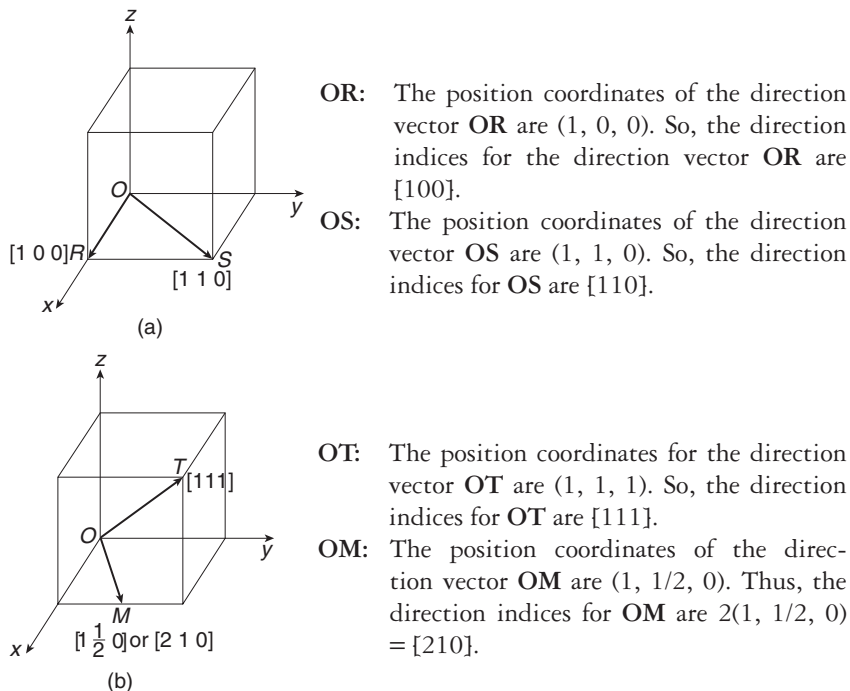 z
O
y
[1 0 0]R
S
[1 1 0]
x
(a)
OR: The position coordinates of the direction
vector OR are (1, 0, 0). So, the direction
indices for the direction vector OR are
[100].
OS: The position coordinates of the direction
vector OS are (1, 1, 0). So, the direction
indices for OS are [110].
z
T
[111]
O
y
M
[1 1/2 0] or [2 1 0]
x
(b)
OT: The position coordinates for the direction
vector OT are (1, 1, 1). So, the direction
indices for OT are [111].
OM: The position coordinates of the direc-
tion vector OM are (1, 1/2, 0). Thus, the
direction indices for OM are 2(1, 1/2, 0)
= [210].